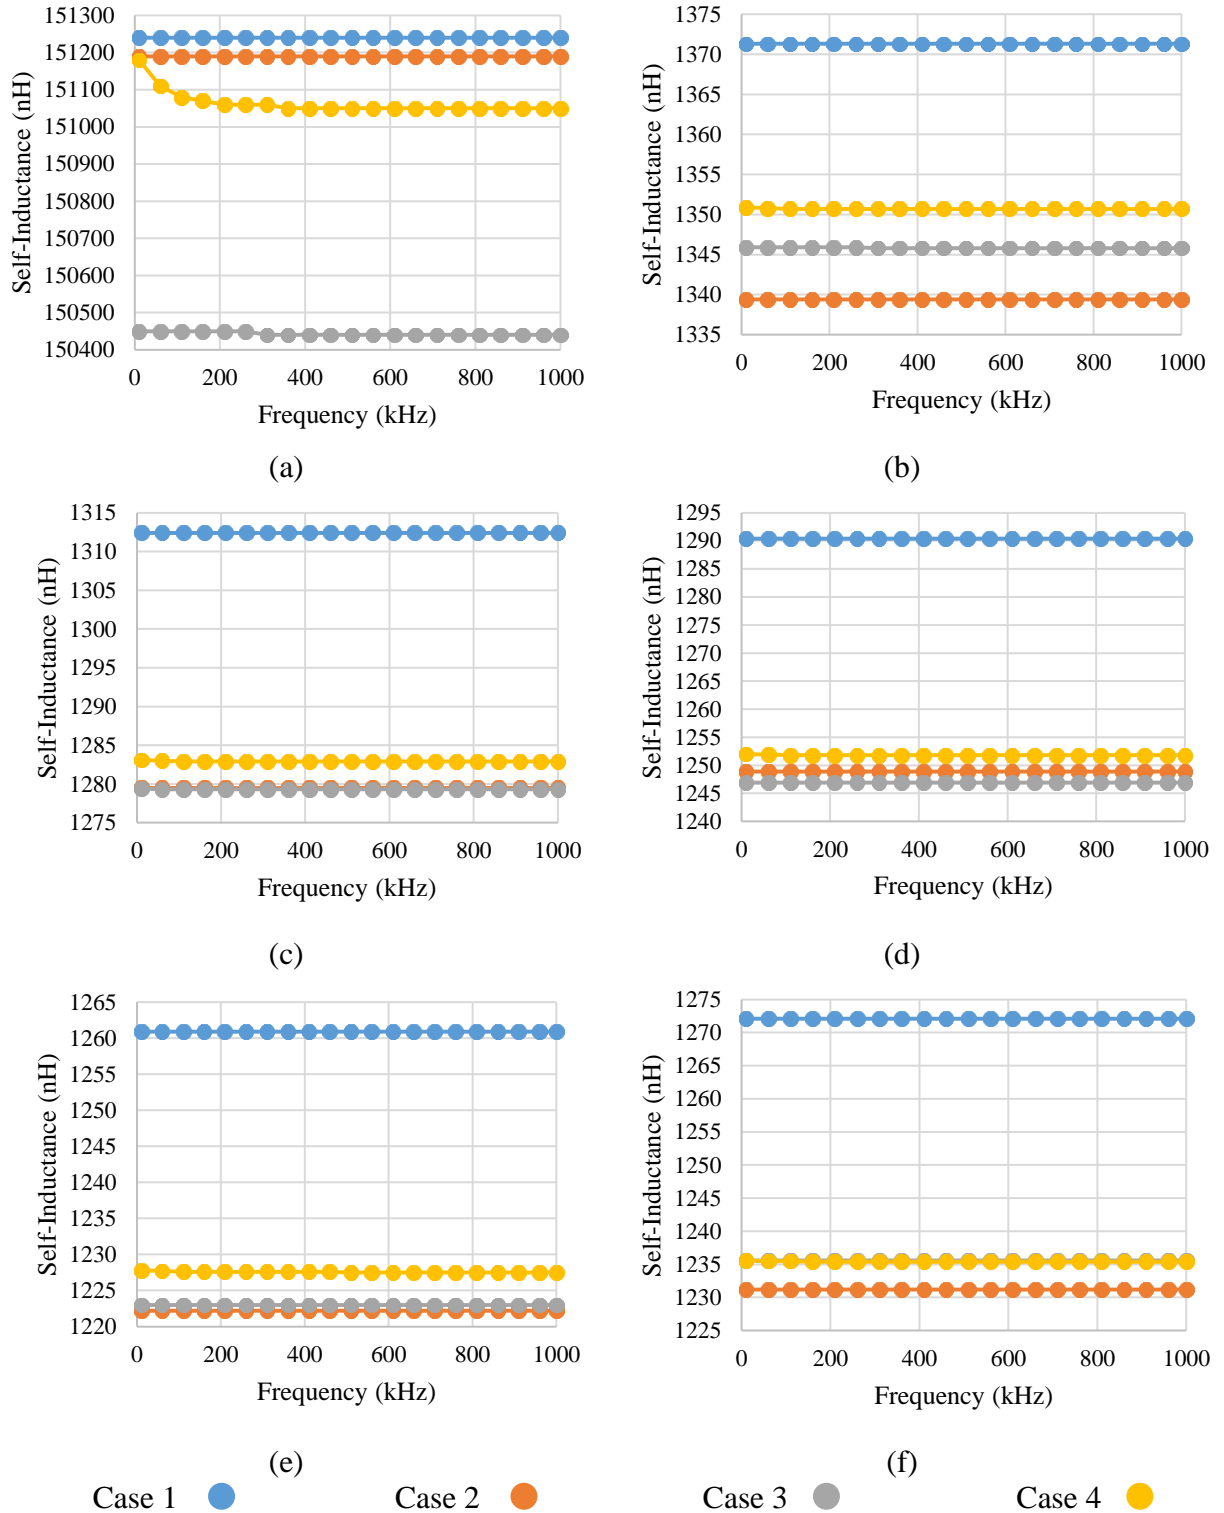 Self-Inductance (nH)
151300
151200
151100
151000
150900
150800
150700
150600
150500
150400
0 200 400 600 800 1000
Frequency (kHz)
(a)
Self-Inductance (nH)
1375
1370
1365
1360
1355
1350
1345
1340
1335
0 200 400 600 800 1000
Frequency (kHz)
(b)
Self-Inductance (nH)
1315
1310
1305
1300
1295
1290
1285
1280
1275
0 200 400 600 800 1000
Frequency (kHz)
(c)
Self-Inductance (nH)
1295
1290
1285
1280
1275
1270
1265
1260
1255
1250
1245
1240
0 200 400 600 800 1000
Frequency (kHz)
(d)
Self-Inductance (nH)
1265
1260
1255
1250
1245
1240
1235
1230
1225
1220
0 200 400 600 800 1000
Frequency (kHz)
(e)
Self-Inductance (nH)
1275
1270
1265
1260
1255
1250
1245
1240
1235
1230
1225
0 200 400 600 800 1000
Frequency (kHz)
(f)
Case 1 Case 2 Case 3 Case 4